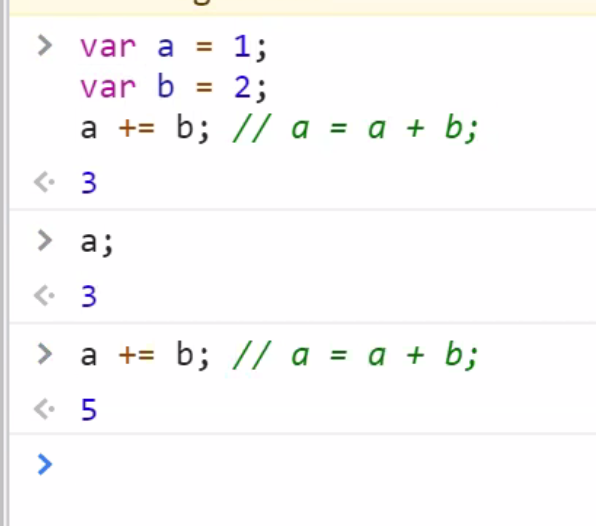 > var a = 1;
var b = 2;
a += b; // a = a + b;
<· 3
> a;
<· 3
> a += b; // a = a + b;
<· 5
>